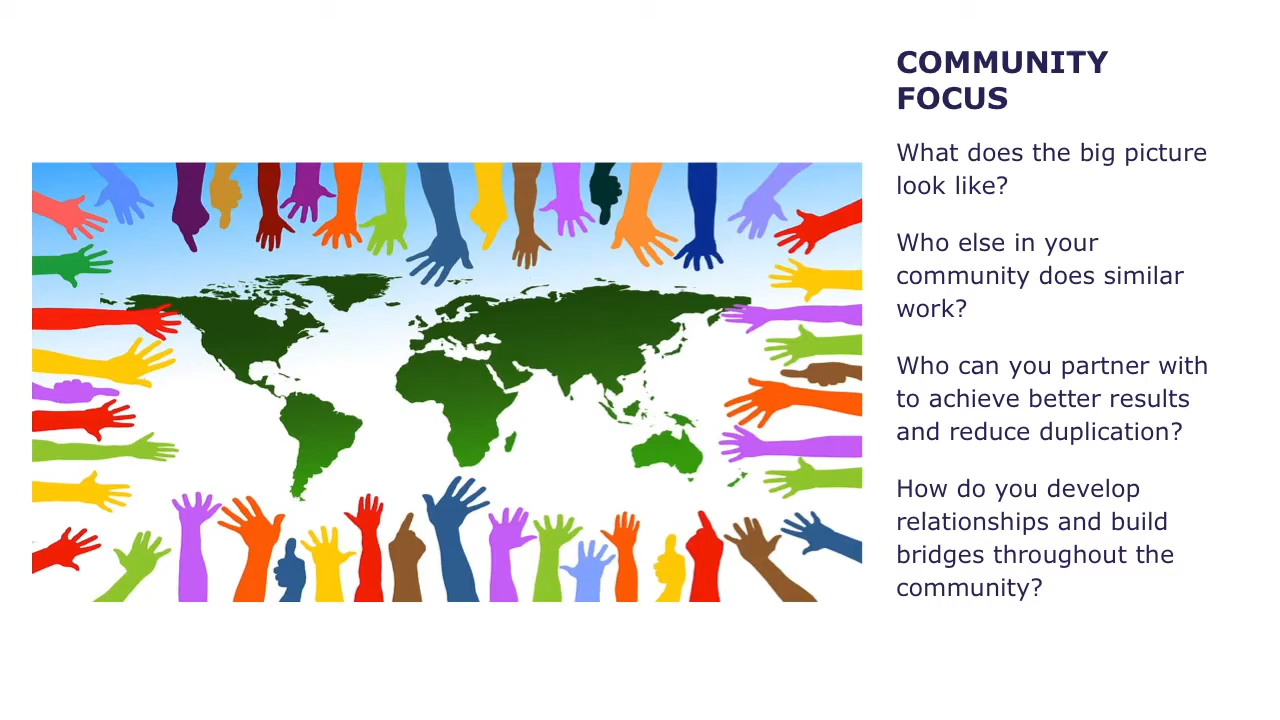 COMMUNITY
FOCUS
What does the big picture
look like?
Who else in your
community does similar
work?
Who can you partner with
to achieve better results
and reduce duplication?
How do you develop
relationships and build
bridges throughout the
community?